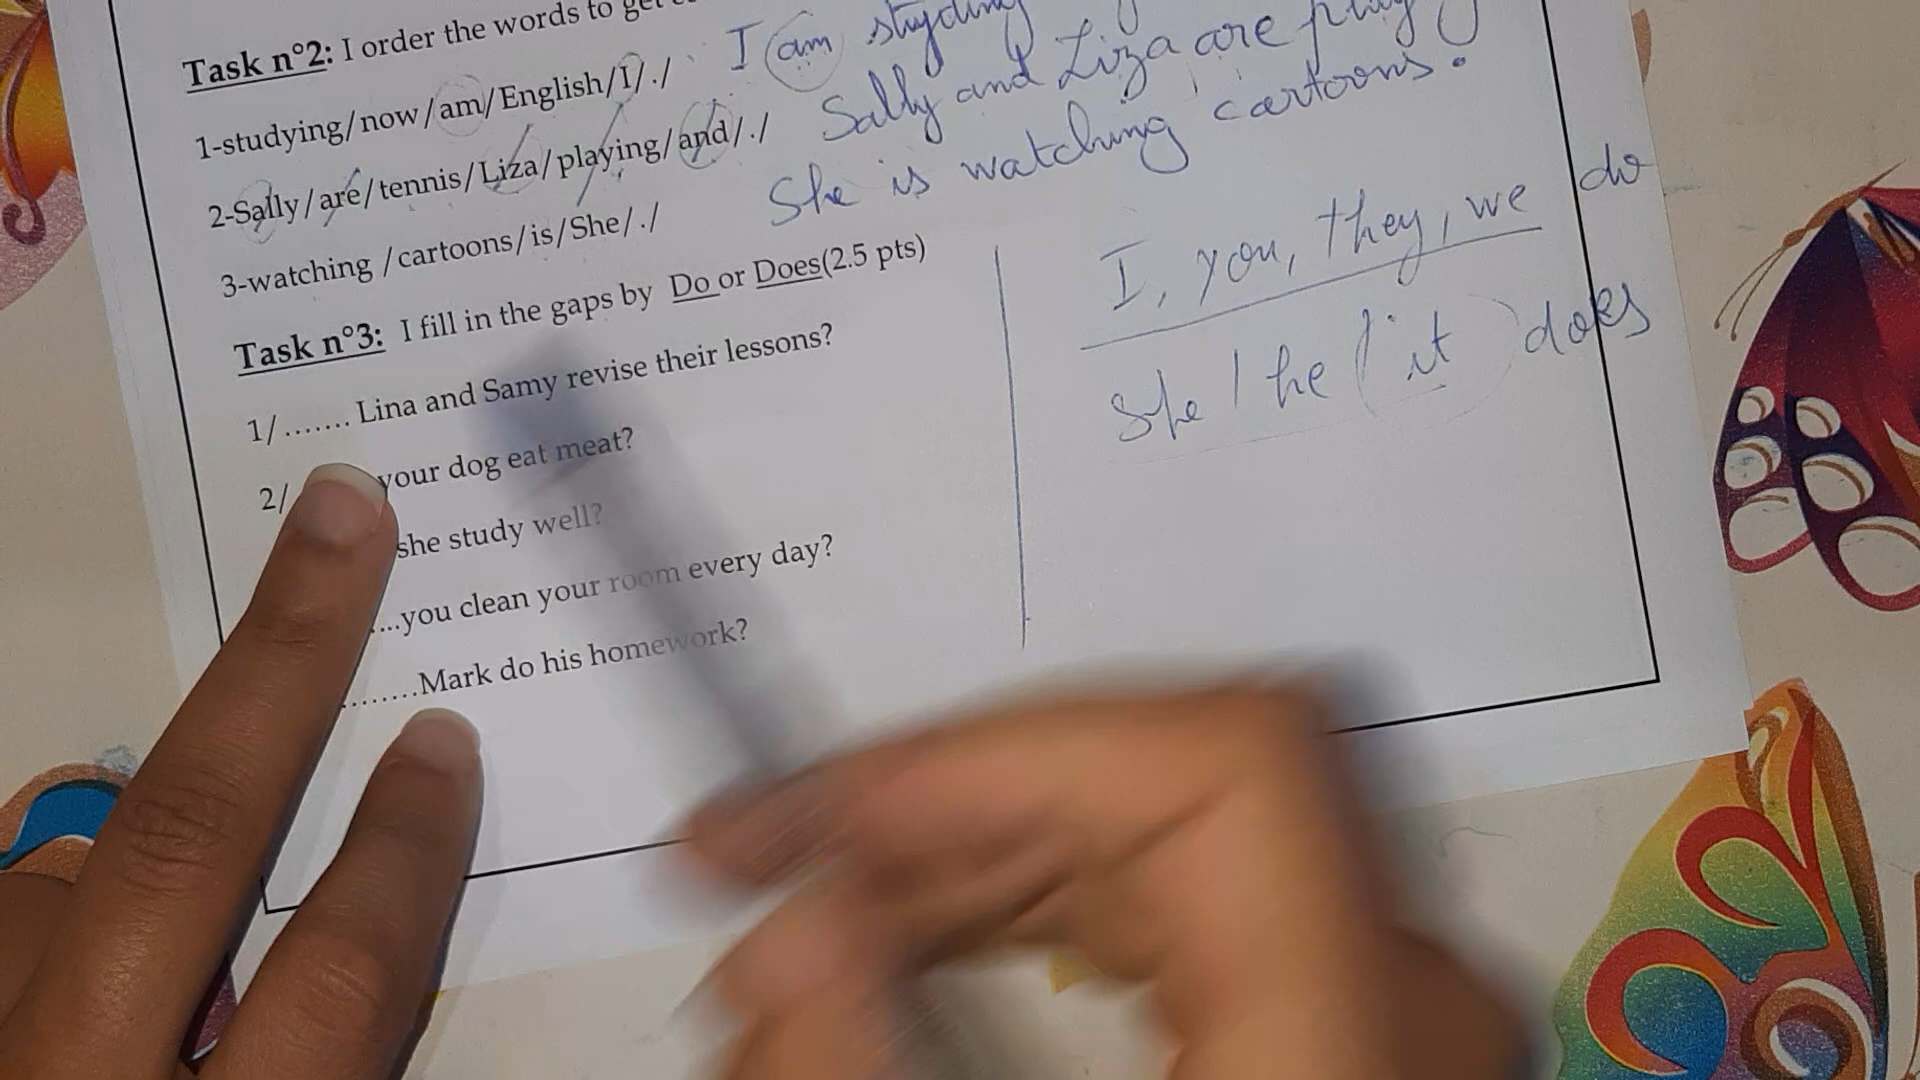 Task n°2: I order the words to get
1-studying/now/am/English/I/./ I am
2-Sally/are/tennis/Liza/playing/and/./ Sally and Liza are
3-watching /cartoons/is/She/./ She is watching cartoons.
Task n°3: I fill in the gaps by Do or Does(2.5 pts)
1/....... Lina and Samy revise their lessons?
2/ your dog eat meat?
she study well?
....you clean your room every day?
........Mark do his homework?
I, you, they, we do
She / he / it does